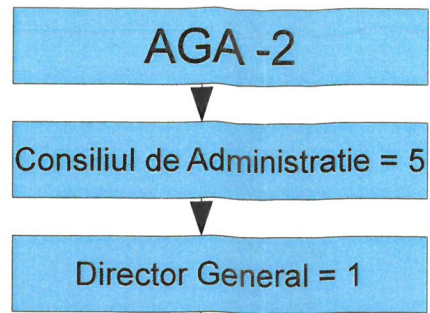 AGA -2
Consiliul de Administratie = 5
Director General = 1